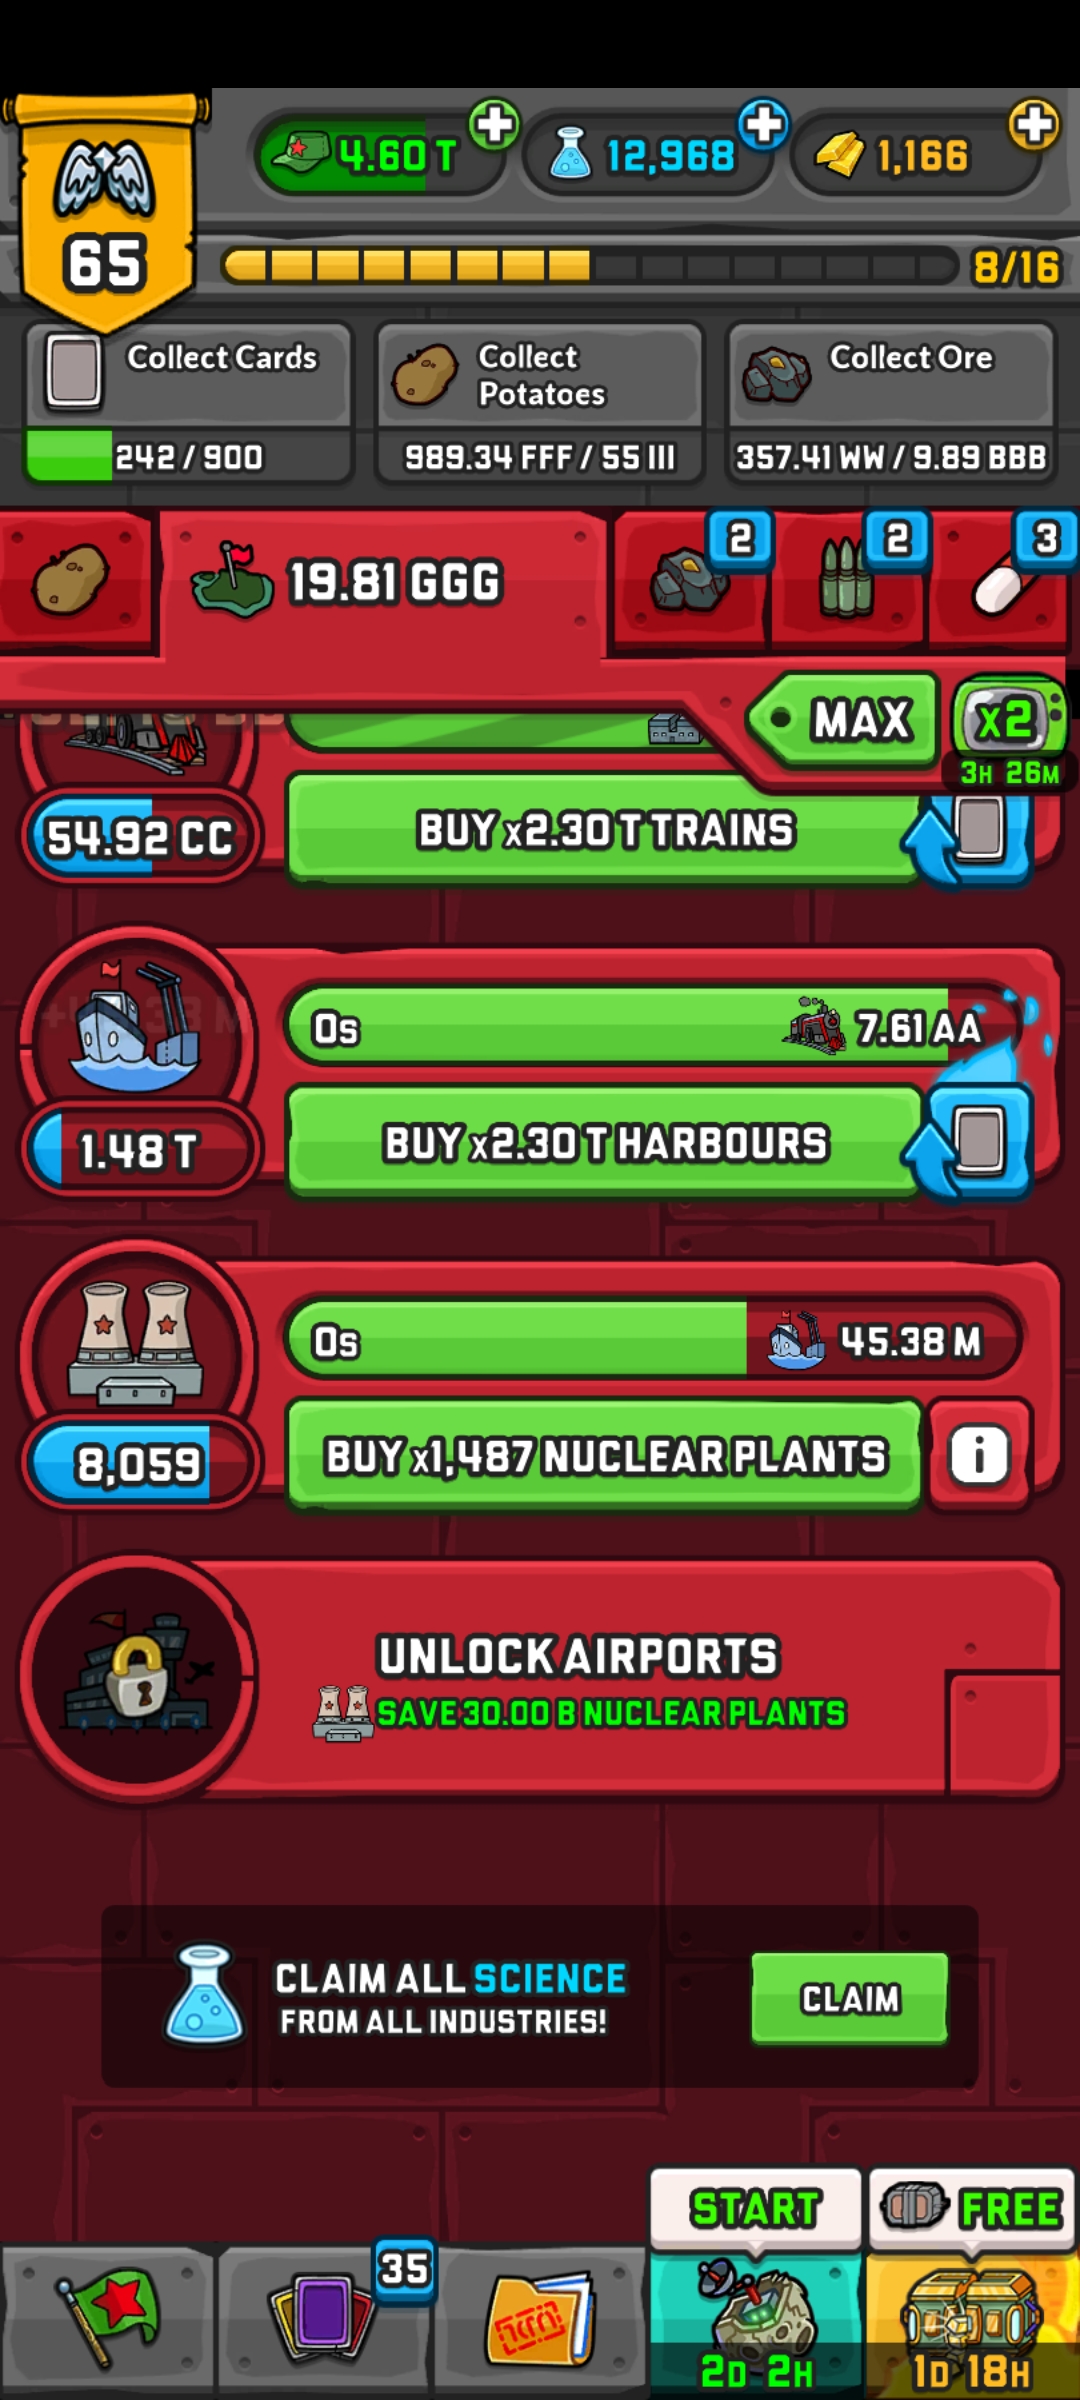 4.60 T
12,968
1,166
65
8/16
Collect Cards
242 / 900
Collect
Potatoes
989.34 FFF / 55 III
Collect Ore
357.41 WW / 9.89 BBB
19.81 GGG
2
2
3
MAX
x2
3H 26M
54.92 CC
BUY x2.30 T TRAINS
0s
7.61 AA
1.48 T
BUY x2.30 T HARBOURS
0s
45.38 M
8,059
BUY x1,487 NUCLEAR PLANTS
i
UNLOCK AIRPORTS
SAVE 30.00 B NUCLEAR PLANTS
CLAIM ALL SCIENCE
FROM ALL INDUSTRIES!
CLAIM
START
FREE
35
2D 2H
1D 18H